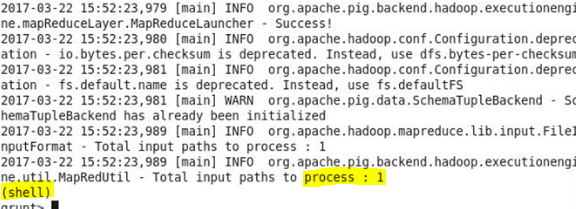 2017-03-22 15:52:23,979 [main] INFO  org.apache.pig.backend.hadoop.executionengi
ne.mapReduceLayer.MapReduceLauncher - Success!
2017-03-22 15:52:23,980 [main] INFO  org.apache.hadoop.conf.Configuration.deprec
ation - io.bytes.per.checksum is deprecated. Instead, use dfs.bytes-per-checksum
2017-03-22 15:52:23,981 [main] INFO  org.apache.hadoop.conf.Configuration.deprec
ation - fs.default.name is deprecated. Instead, use fs.defaultFS
2017-03-22 15:52:23,981 [main] WARN  org.apache.pig.data.SchemaTupleBackend - Sc
hemaTupleBackend has already been initialized
2017-03-22 15:52:23,989 [main] INFO  org.apache.hadoop.mapreduce.lib.input.FileI
nputFormat - Total input paths to process : 1
2017-03-22 15:52:23,989 [main] INFO  org.apache.pig.backend.hadoop.executionengi
ne.util.MapRedUtil - Total input paths to process : 1
(shell)
grunt>